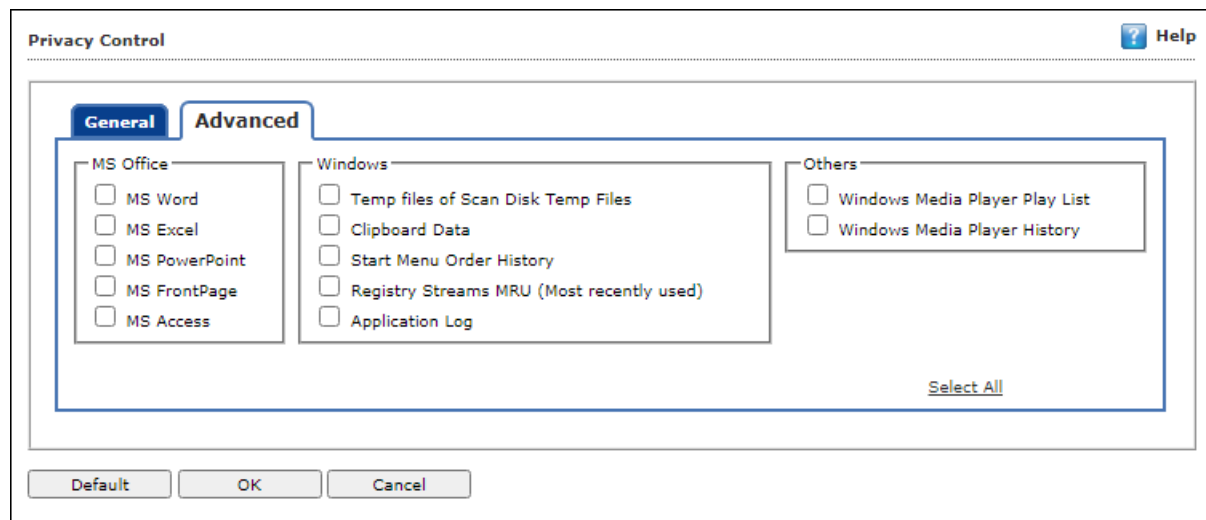 Privacy Control
Help
General
Advanced
MS Office
MS Word
MS Excel
MS PowerPoint
MS FrontPage
MS Access
Windows
Temp files of Scan Disk Temp Files
Clipboard Data
Start Menu Order History
Registry Streams MRU (Most recently used)
Application Log
Others
Windows Media Player Play List
Windows Media Player History
Select All
Default
OK
Cancel